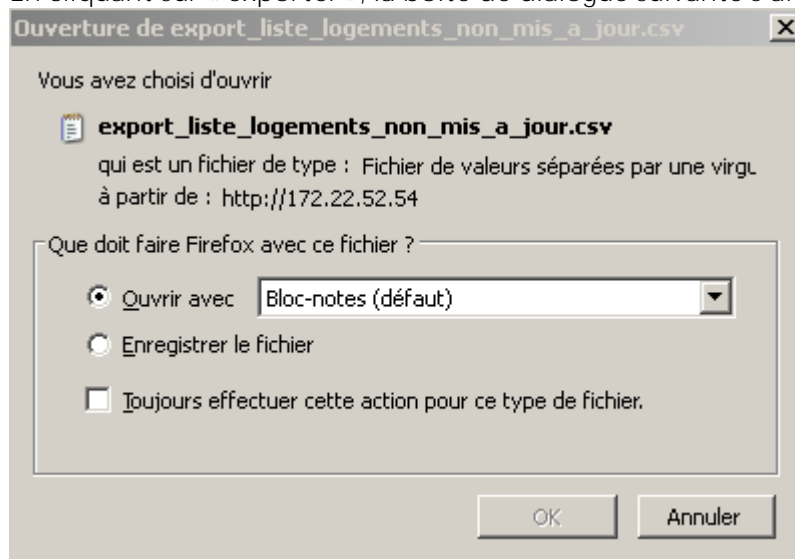 Ouverture de export_liste_logements_non_mis_a_jour.csv
Vous avez choisi d'ouvrir
export_liste_logements_non_mis_a_jour.csv
qui est un fichier de type : Fichier de valeurs séparées par une virgu
à partir de : http://172.22.52.54
Que doit faire Firefox avec ce fichier ?
Ouvrir avec Bloc-notes (défaut)
Enregistrer le fichier
Toujours effectuer cette action pour ce type de fichier.
OK Annuler